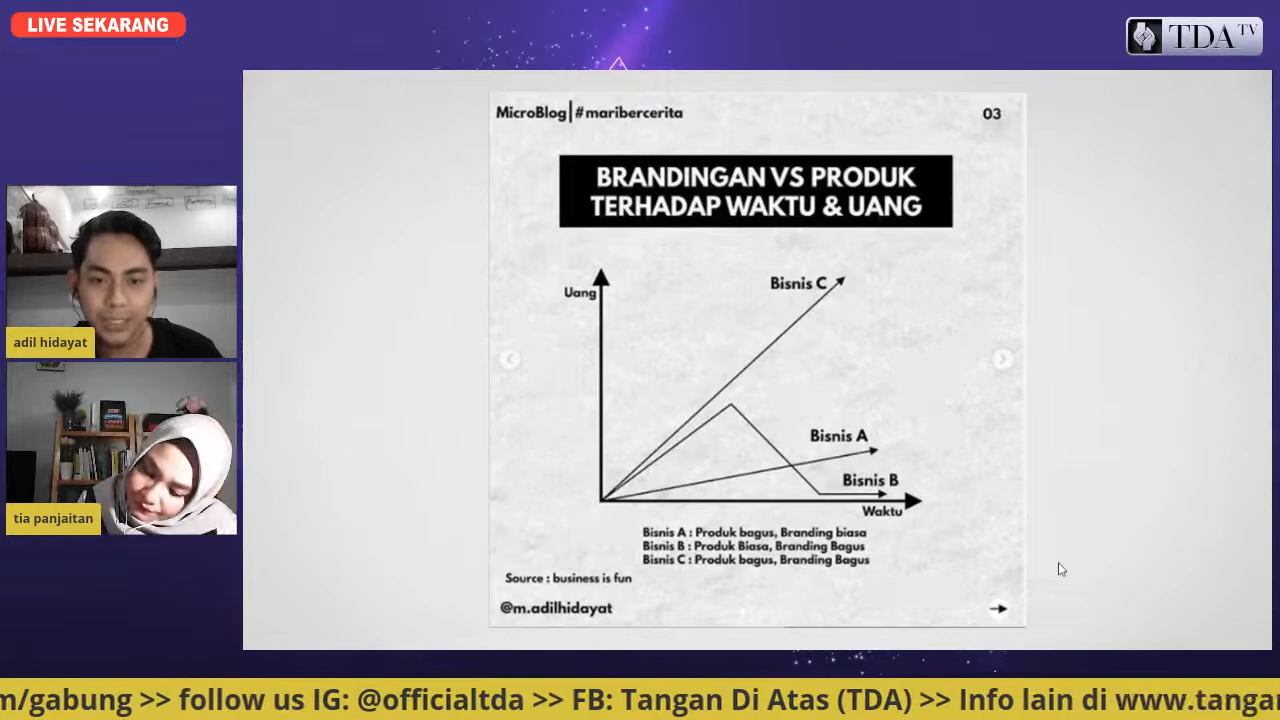 LIVE SEKARANG
TDA TV
MicroBlog|#maribercerita
03
BRANDINGAN VS PRODUK
TERHADAP WAKTU & UANG
Uang
Bisnis C
Bisnis A
Bisnis B
Waktu
Bisnis A : Produk bagus, Branding biasa
Bisnis B : Produk Biasa, Branding Bagus
Bisnis C : Produk bagus, Branding Bagus
Source : business is fun
@m.adilhidayat
adil hidayat
tia panjaitan
m/gabung >> follow us IG: @officialtda >> FB: Tangan Di Atas (TDA) >> Info lain di www.tangan